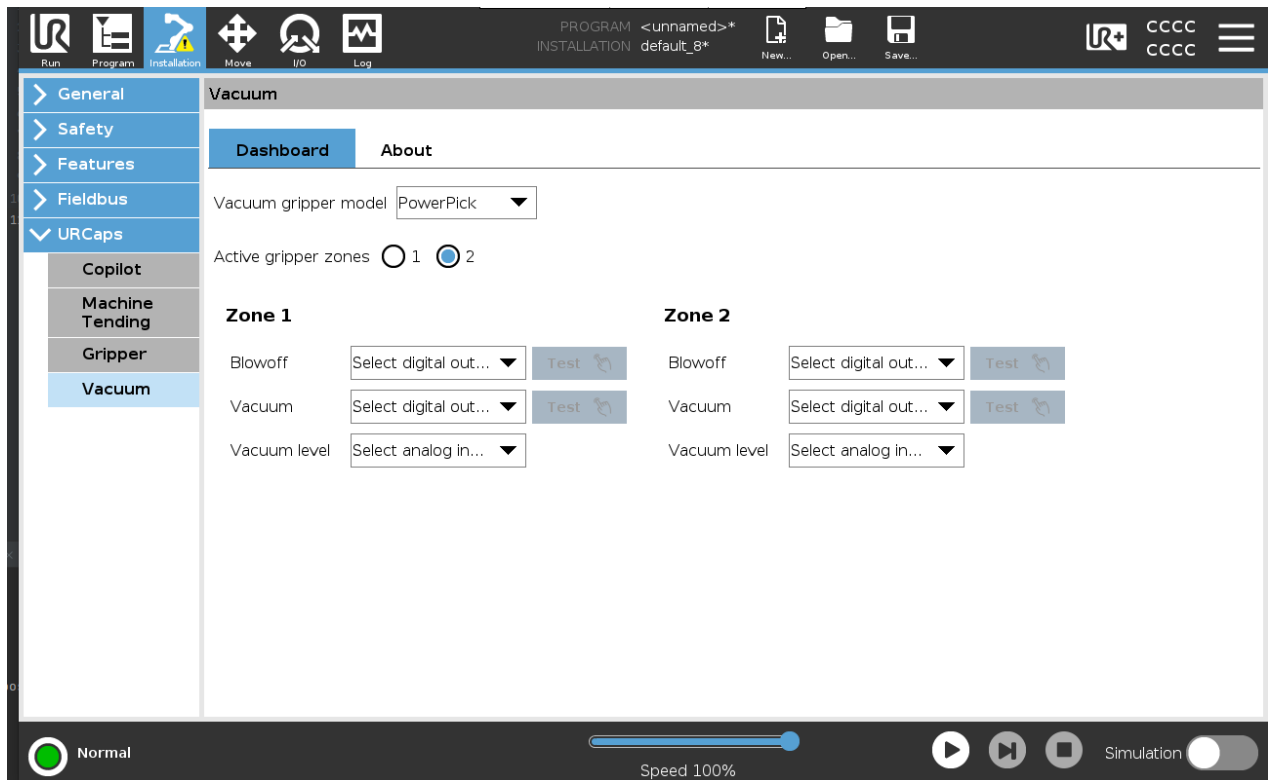 PROGRAM <unnamed>*
INSTALLATION default_8*
Run
Program
Installation
Move
I/O
Log
New...
Open...
Save...
UR+
CCCC
CCCC
General
Safety
Features
Fieldbus
URCaps
Copilot
Machine
Tending
Gripper
Vacuum
Vacuum
Dashboard About
Vacuum gripper model PowerPick
Active gripper zones 1 2
Zone 1
Blowoff Select digital out... Test
Vacuum Select digital out... Test
Vacuum level Select analog in...
Zone 2
Blowoff Select digital out... Test
Vacuum Select digital out... Test
Vacuum level Select analog in...
Normal
Speed 100%
Simulation